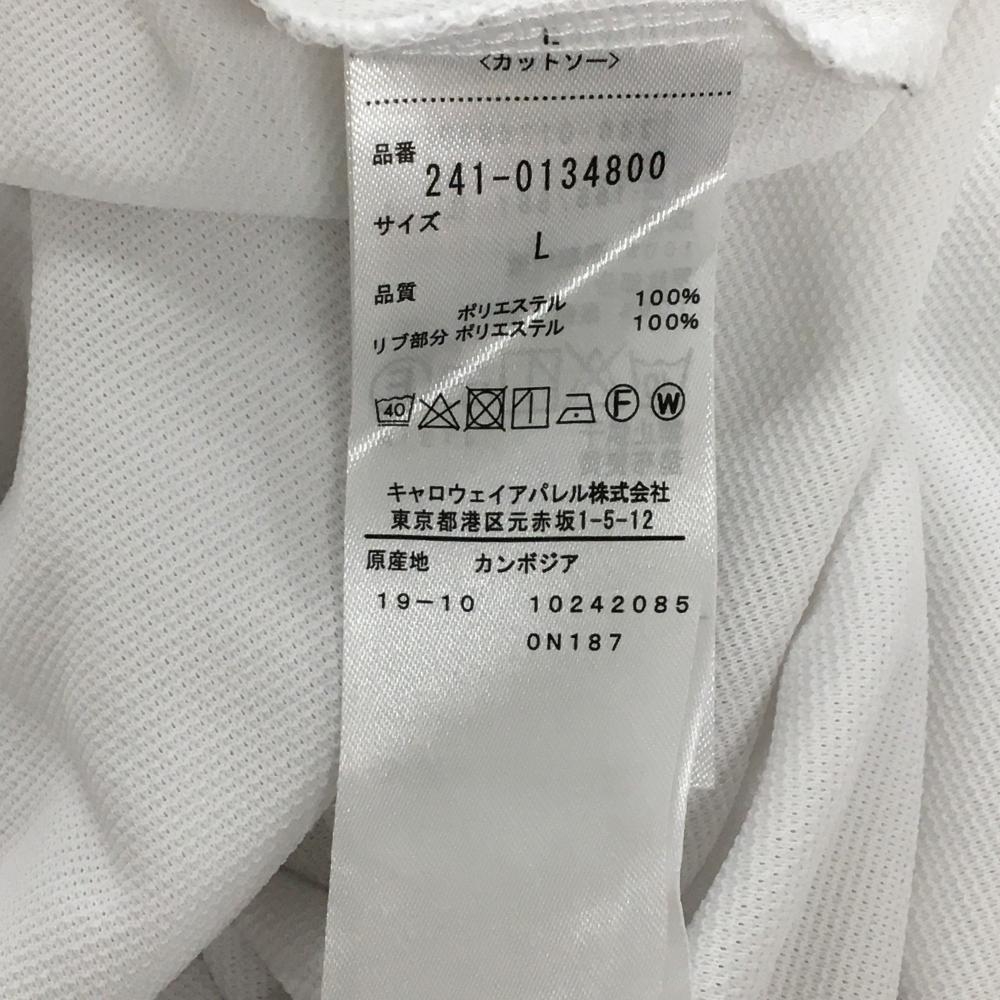 L
<カットソー>
品番
241-0134800
サイズ
L
品質
ポリエステル 100%
リブ部分 ポリエステル 100%
40 F W
キャロウェイアパレル株式会社
東京都港区元赤坂1-5-12
原産地 カンボジア
19-10 10242085
0N187